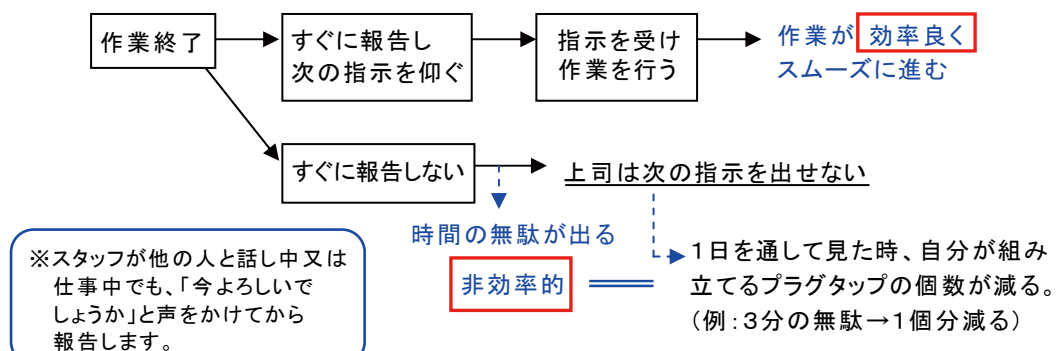 作業終了
すぐに報告し
次の指示を仰ぐ
指示を受け
作業を行う
作業が 効率良く
スムーズに進む
すぐに報告しない
上司は次の指示を出せない
時間の無駄が出る
非効率的
1日を通して見た時、自分が組み
立てるプラグタップの個数が減る。
(例:3分の無駄→1個分減る)
※スタッフが他の人と話し中又は
仕事中でも、「今よろしいで
しょうか」と声をかけてから
報告します。